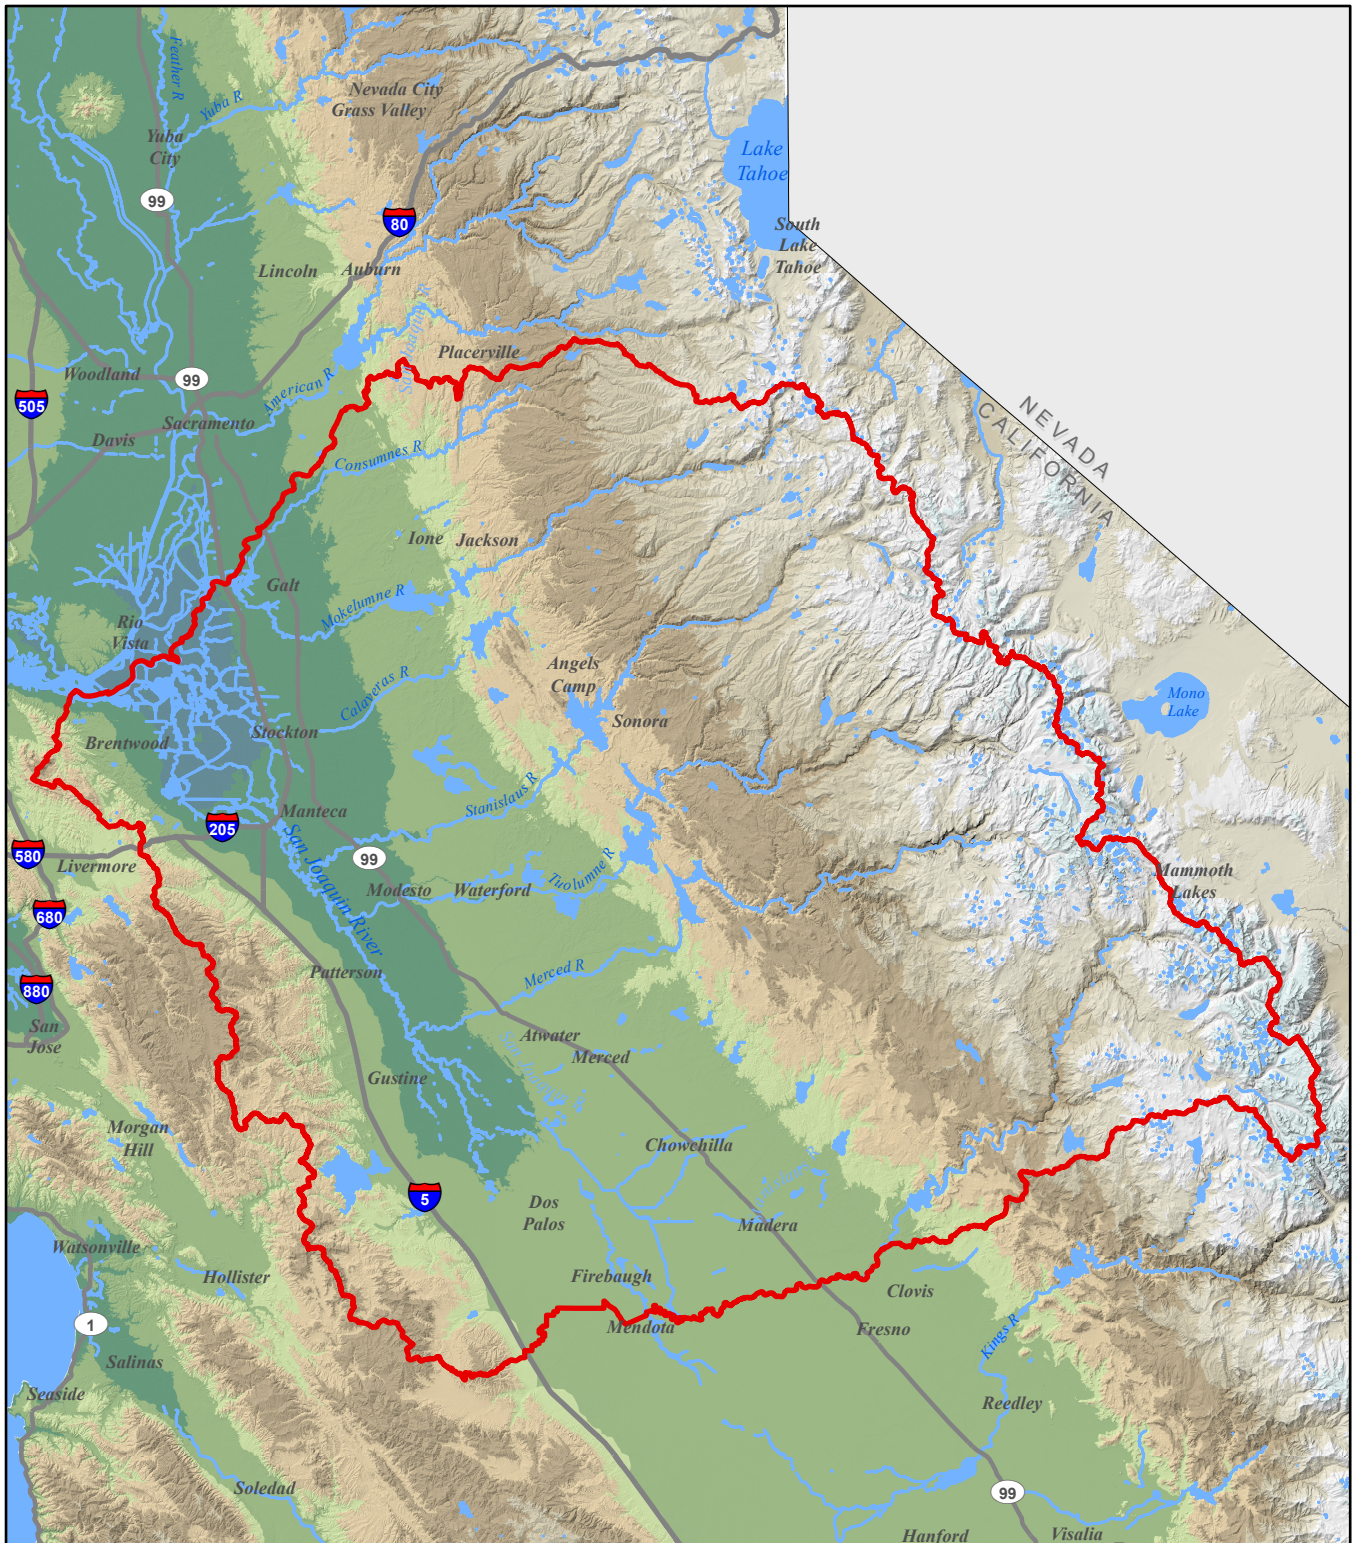 Feather R
Yuba R
Nevada City
Grass Valley
Yuba
City
99
80
Lake
Tahoe
South
Lake
Tahoe
Lincoln
Auburn
Placerville
Woodland
99
505
American R
Sacramento
Davis
Consumnes R
NEVADA
CALIFORNIA
Ione
Jackson
Galt
Mokelumne R
Rio
Vista
Angels
Camp
Calaveras R
Sonora
Mono
Lake
Brentwood
Stockton
Stanislaus R
Manteca
205
San Joaquin River
580
Livermore
99
Modesto
Waterford
Tuolumne R
Mammoth
Lakes
680
Patterson
Merced R
880
San
Jose
Atwater
Merced
Gustine
Morgan
Hill
Chowchilla
5
Dos
Palos
Madera
Watsonville
Hollister
Firebaugh
Clovis
1
Mendota
Fresno
Kings R
Salinas
Seaside
Reedley
Soledad
99
Hanford
Visalia